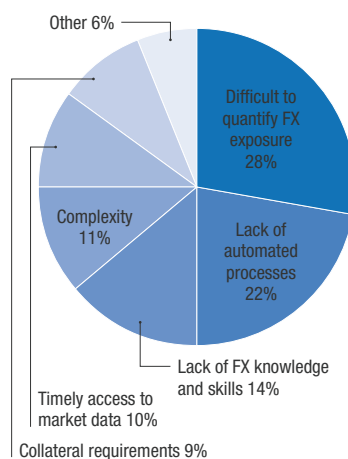 Other 6%
Difficult to
quantify FX
exposure
28%
Complexity
11%
Lack of
automated
processes
22%
Lack of FX knowledge
and skills 14%
Timely access to
market data 10%
Collateral requirements 9%